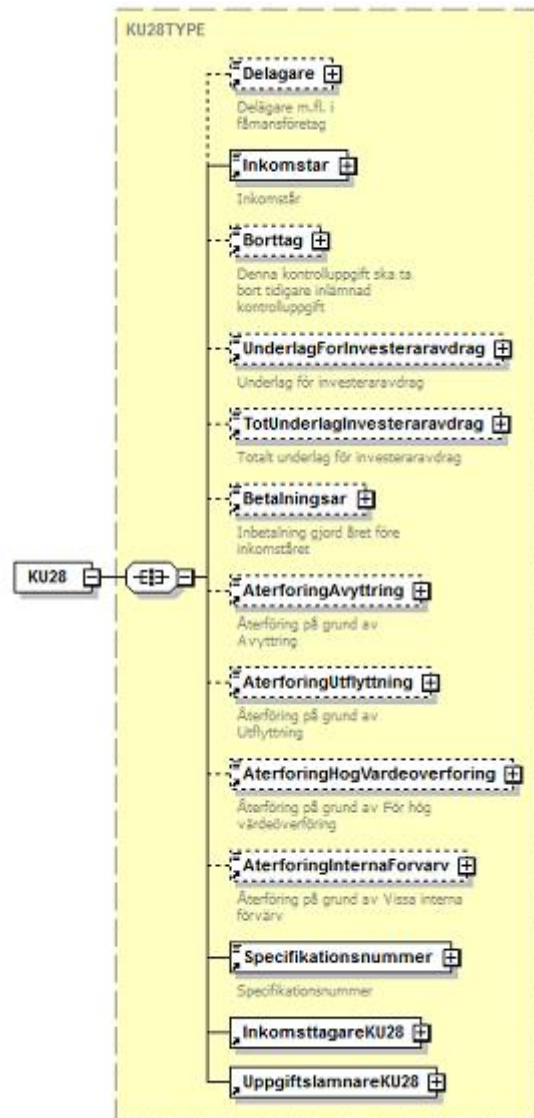 KU28TYPE
Delagare
Delägare m.fl. i
fåmansföretag
Inkomstar
Inkomstår
Borttag
Denna kontrolluppgift ska ta
bort tidigare inlämnad
kontrolluppgift
UnderlagForInvesteraravdrag
Underlag för investeraravdrag
TotUnderlagInvesteraravdrag
Totalt underlag för investeraravdrag
Betalningsar
Inbetalning gjord året före
inkomståret
KU28
AterforingAvyttring
Återföring på grund av
Avyttring
AterforingUtflyttning
Återföring på grund av
Utflyttning
AterforingHogVardeoverforing
Återföring på grund av För hög
värdeöverföring
AterforingInternaForvarv
Återföring på grund av Vissa interna
förvärv
Specifikationsnummer
Specifikationsnummer
InkomsttagareKU28
UppgiftslamnareKU28